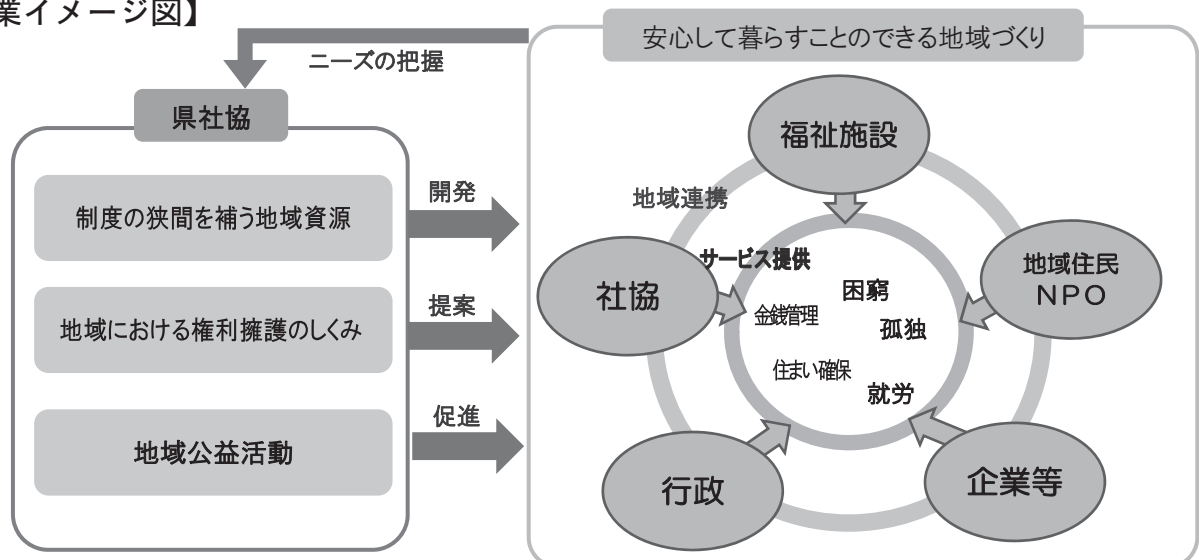 業イメージ図】
安心して暮らすことのできる地域づくり
ニーズの把握
県社協
制度の狭間を補う地域資源
地域における権利擁護のしくみ
地域公益活動
開発
提案
促進
福祉施設
地域連携
サービス提供
社協
困窮
金銭管理
孤独
住まい確保
就労
地域住民
NPO
行政
企業等